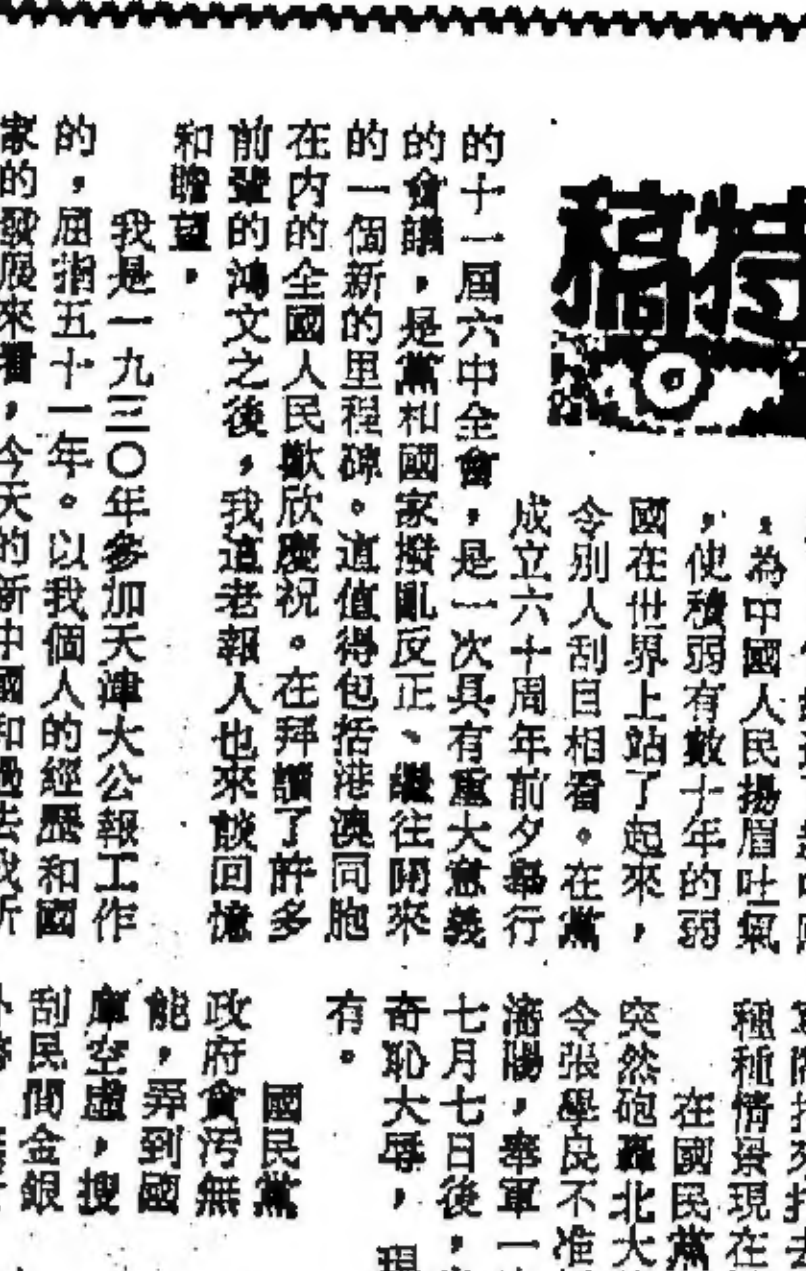 特稿
，為中國人民揚眉吐氣
，使積弱有數十年的弱
國在世界上站了起來，
令別人刮目相看。在黨
成立六十周年前夕舉行
的十一屆六中全會，是一次具有重大意義
的會議，是黨和國家撥亂反正、繼往開來
的一個新的里程碑。這值得包括港澳同胞
在内的全國人民歡欣慶祝。在拜讀了許多
前輩的鴻文之後，我這老報人也來談回憶
和瞻望，
我是一九三〇年參加天津大公報工作
的，屈指五十一年。以我個人的經歷和國
家的發展來看，今天的新中國和過去我所
種種情景現在
在國民黨
突然砲轟北大
令張學良不准
瀋陽，奉軍一
七月七日後，
奇恥大辱，現
有。
國民黨
政府貪污無
能，弄到國
庫空虛，搜
刮民間金銀